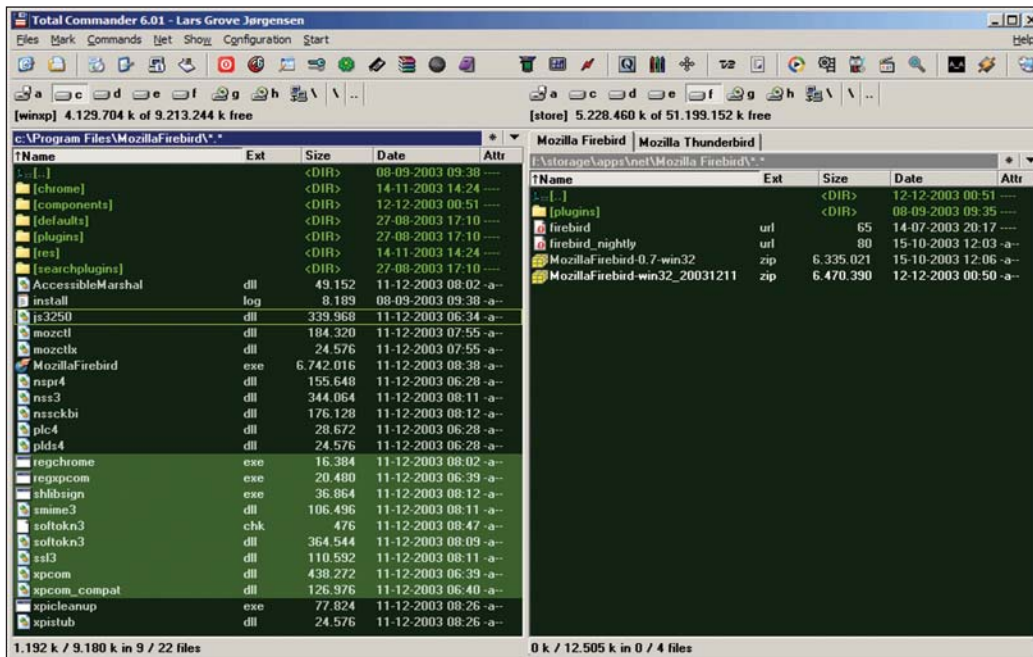 Total Commander 6.01 - Lars Grove Jørgensen
Files Mark Commands Net Show Configuration Start Help
a c d e f g h \ \ ..
[winxp] 4.129.704 k of 9.213.244 k free
c:\Program Files\MozillaFirebird\*.* * ▼
↑Name Ext Size Date Attr
[..] <DIR> 08-09-2003 09:38 ----
[chrome] <DIR> 14-11-2003 14:24 ----
[components] <DIR> 12-12-2003 00:51 ----
[defaults] <DIR> 27-08-2003 17:10 ----
[plugins] <DIR> 27-08-2003 17:10 ----
[res] <DIR> 14-11-2003 14:24 ----
[searchplugins] <DIR> 27-08-2003 17:10 ----
AccessibleMarshal dll 49.152 11-12-2003 08:02 -a--
install log 8.189 08-09-2003 09:38 -a--
js3250 dll 339.968 11-12-2003 06:34 -a--
mozctl dll 184.320 11-12-2003 07:55 -a--
mozctlx dll 24.576 11-12-2003 07:55 -a--
MozillaFirebird exe 6.742.016 11-12-2003 08:38 -a--
nspr4 dll 155.648 11-12-2003 06:28 -a--
nss3 dll 344.064 11-12-2003 08:11 -a--
nssckbi dll 176.128 11-12-2003 08:12 -a--
plc4 dll 28.672 11-12-2003 06:28 -a--
plds4 dll 24.576 11-12-2003 06:28 -a--
regchrome exe 16.384 11-12-2003 08:02 -a--
regxpcom exe 20.480 11-12-2003 06:39 -a--
shlibsign exe 36.864 11-12-2003 08:12 -a--
smime3 dll 106.496 11-12-2003 08:11 -a--
softokn3 chk 476 11-12-2003 08:47 -a--
softokn3 dll 364.544 11-12-2003 08:09 -a--
ssl3 dll 110.592 11-12-2003 08:11 -a--
xpcom dll 438.272 11-12-2003 06:39 -a--
xpcom_compat dll 126.976 11-12-2003 06:40 -a--
xpicleanup exe 77.824 11-12-2003 08:26 -a--
xpistub dll 24.576 11-12-2003 08:26 -a--
1.192 k / 9.180 k in 9 / 22 files
a c d e f g h \ \ ..
[store] 5.228.460 k of 51.199.152 k free
Mozilla Firebird Mozilla Thunderbird
f:\storage\apps\net\Mozilla Firebird\*.* * ▼
↑Name Ext Size Date Attr
[..] <DIR> 12-12-2003 00:51 ----
[plugins] <DIR> 08-09-2003 09:35 ----
firebird url 65 14-07-2003 20:17 ----
firebird_nightly url 80 15-10-2003 12:03 -a--
MozillaFirebird-0.7-win32 zip 6.335.021 15-10-2003 12:06 -a--
MozillaFirebird-win32_20031211 zip 6.470.390 12-12-2003 00:50 -a--
0 k / 12.505 k in 0 / 4 files